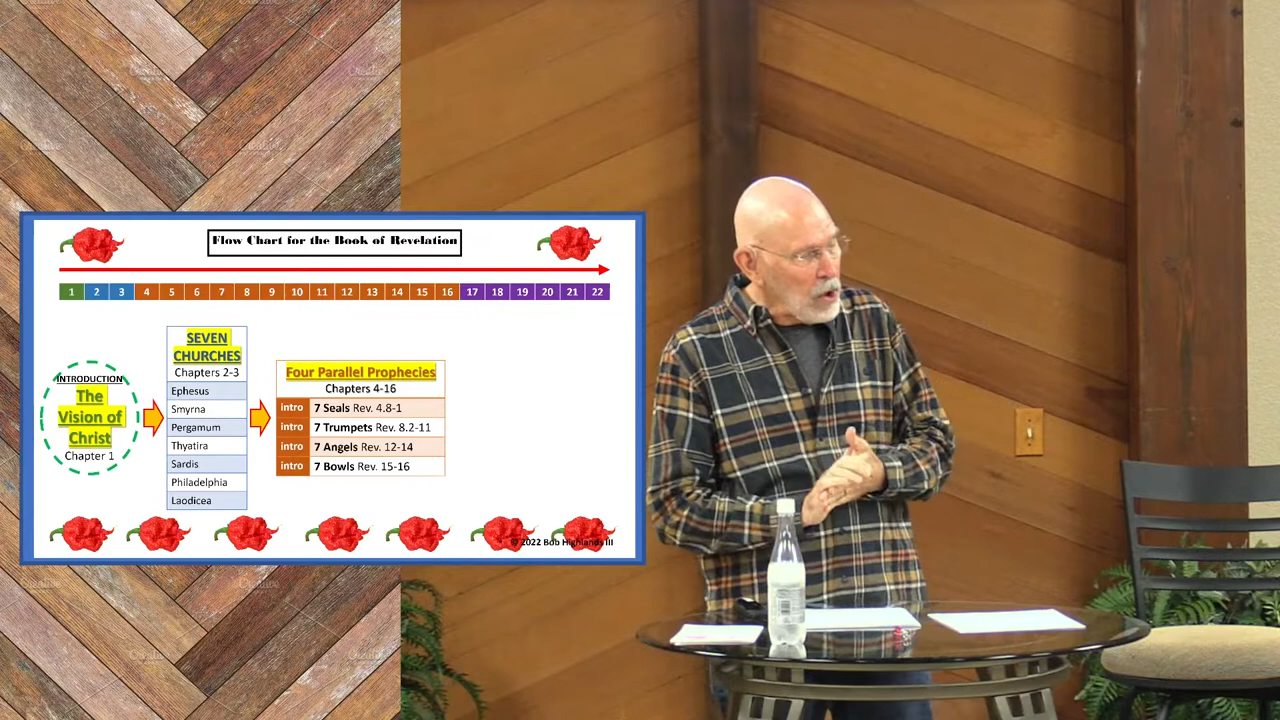 Flow Chart for the Book of Revelation
1 2 3 4 5 6 7 8 9 10 11 12 13 14 15 16 17 18 19 20 21 22
INTRODUCTION
The
Vision of
Christ
Chapter 1
SEVEN
CHURCHES
Chapters 2-3
Ephesus
Smyrna
Pergamum
Thyatira
Sardis
Philadelphia
Laodicea
Four Parallel Prophecies
Chapters 4-16
intro 7 Seals Rev. 4.8-1
intro 7 Trumpets Rev. 8.2-11
intro 7 Angels Rev. 12-14
intro 7 Bowls Rev. 15-16
© 2022 Bob Highlands III